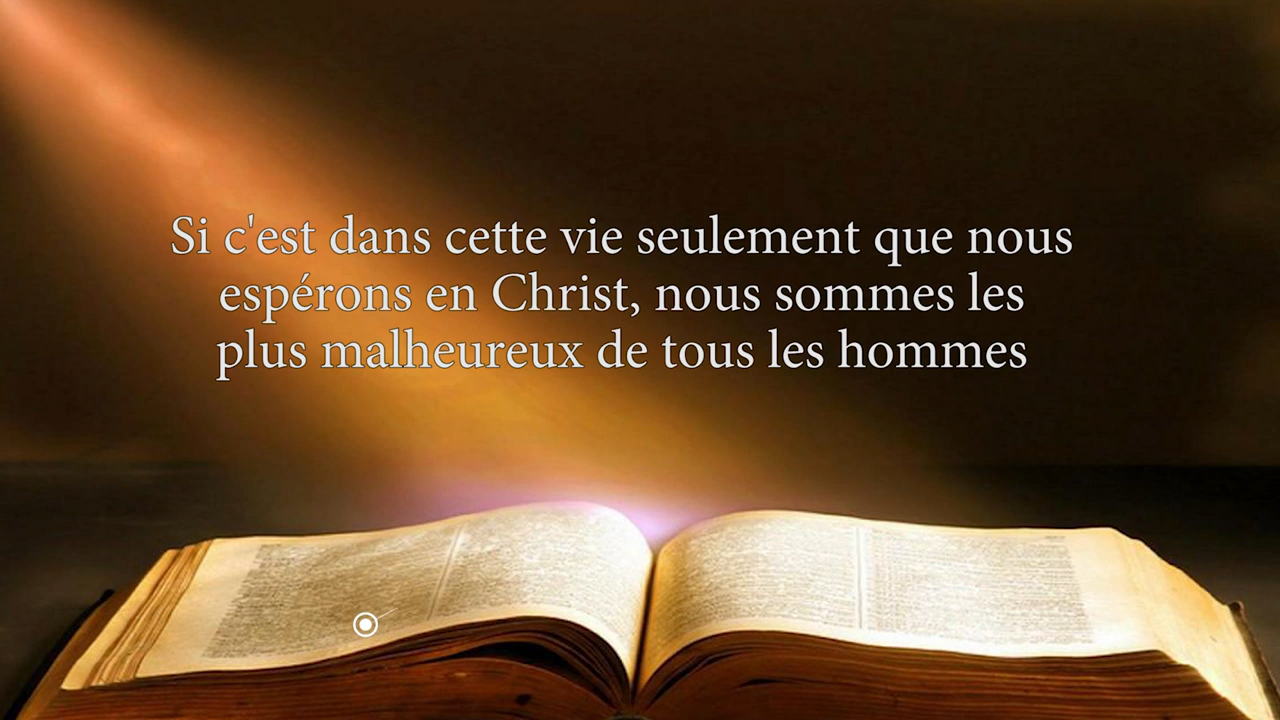 Si c'est dans cette vie seulement que nous
espérons en Christ, nous sommes les
plus malheureux de tous les hommes